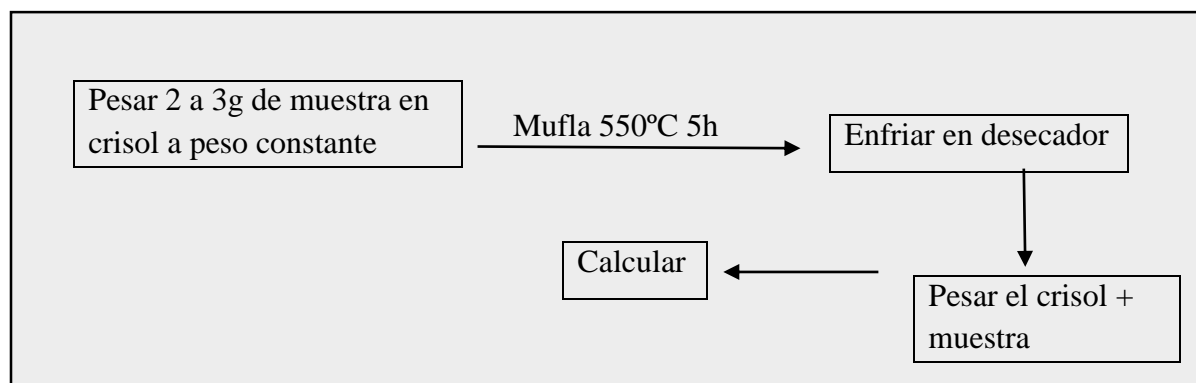 Pesar 2 a 3g de muestra en
crisol a peso constante
Mufla 550ºC 5h
Enfriar en desecador
Pesar el crisol +
muestra
Calcular